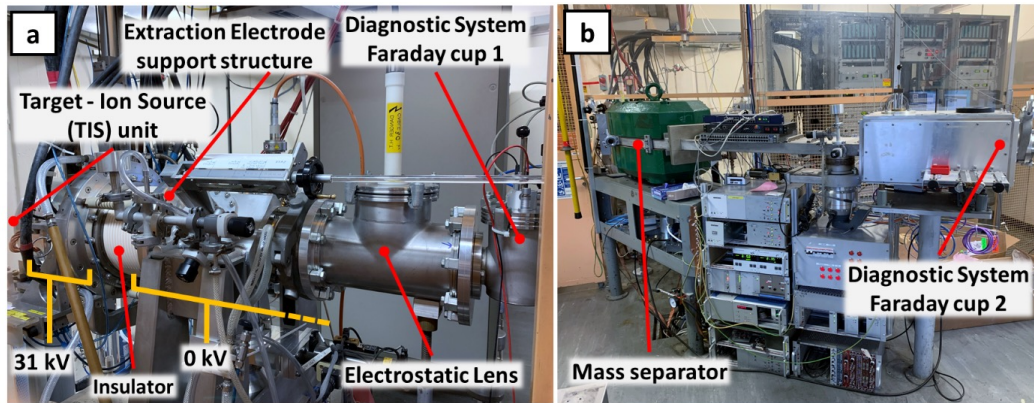 a
Extraction Electrode
support structure
Diagnostic System
Faraday cup 1
Target - Ion Source
(TIS) unit
31 kV
0 kV
Insulator
Electrostatic Lens
b
Mass separator
Diagnostic System
Faraday cup 2